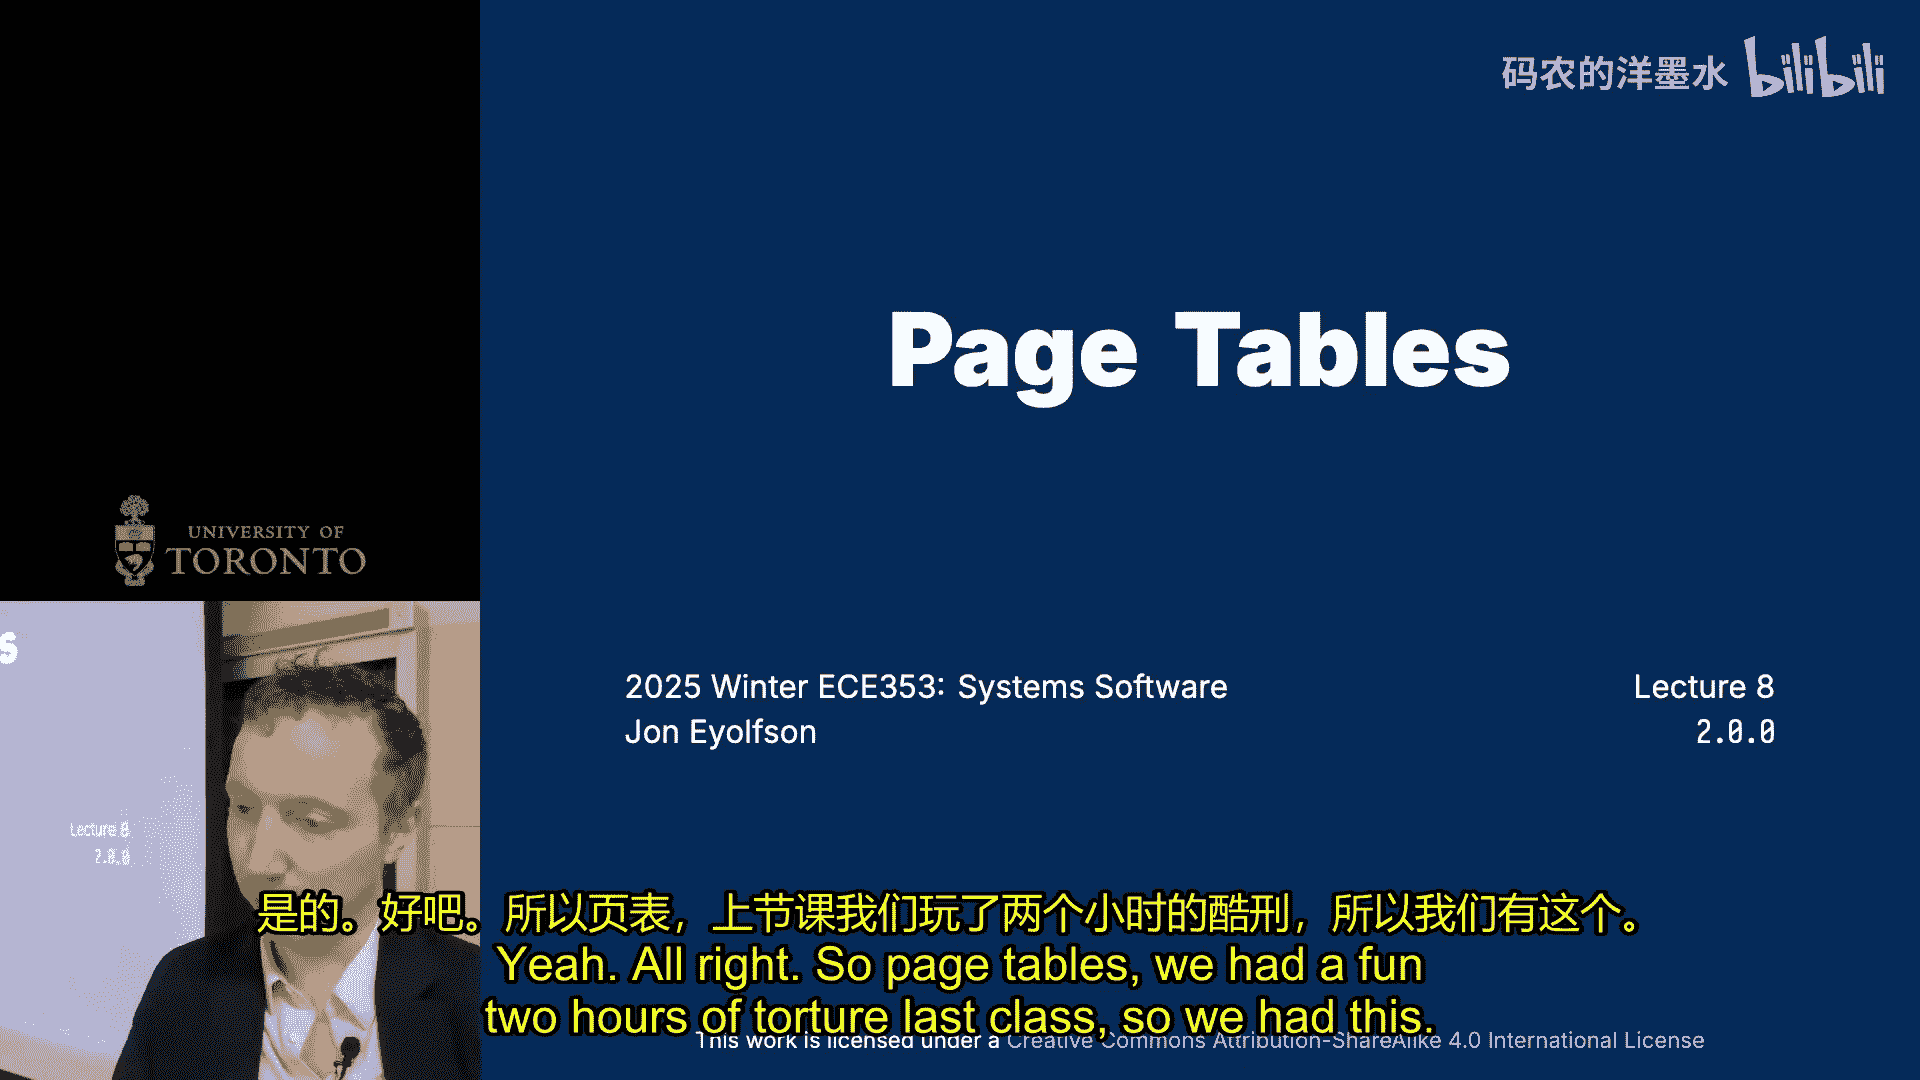 码农的洋墨水 bilibili
Page Tables
UNIVERSITY OF
TORONTO
s
2025 Winter ECE353: Systems Software
Lecture 8
Jon Eyolfson
2.0.0
Lecture 8
2.0.0
是的。好吧。所以页表，上节课我们玩了两个小时的酷刑，所以我们有这个。
Yeah. All right. So page tables, we had a fun
two hours of torture last class, so we had this.
This work is licensed under a Creative Commons Attribution-ShareAlike 4.0 International License